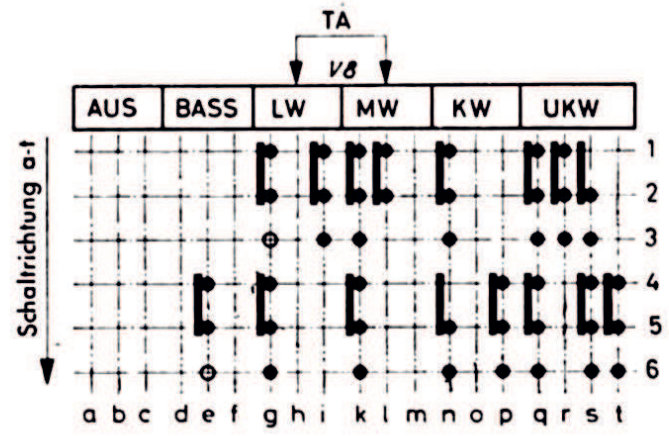 TA
V8
AUS BASS LW MW KW UKW
1
2
3
4
5
6
Schaltrichtung a-t
a b c d e f g h i k l m n o p q r s t